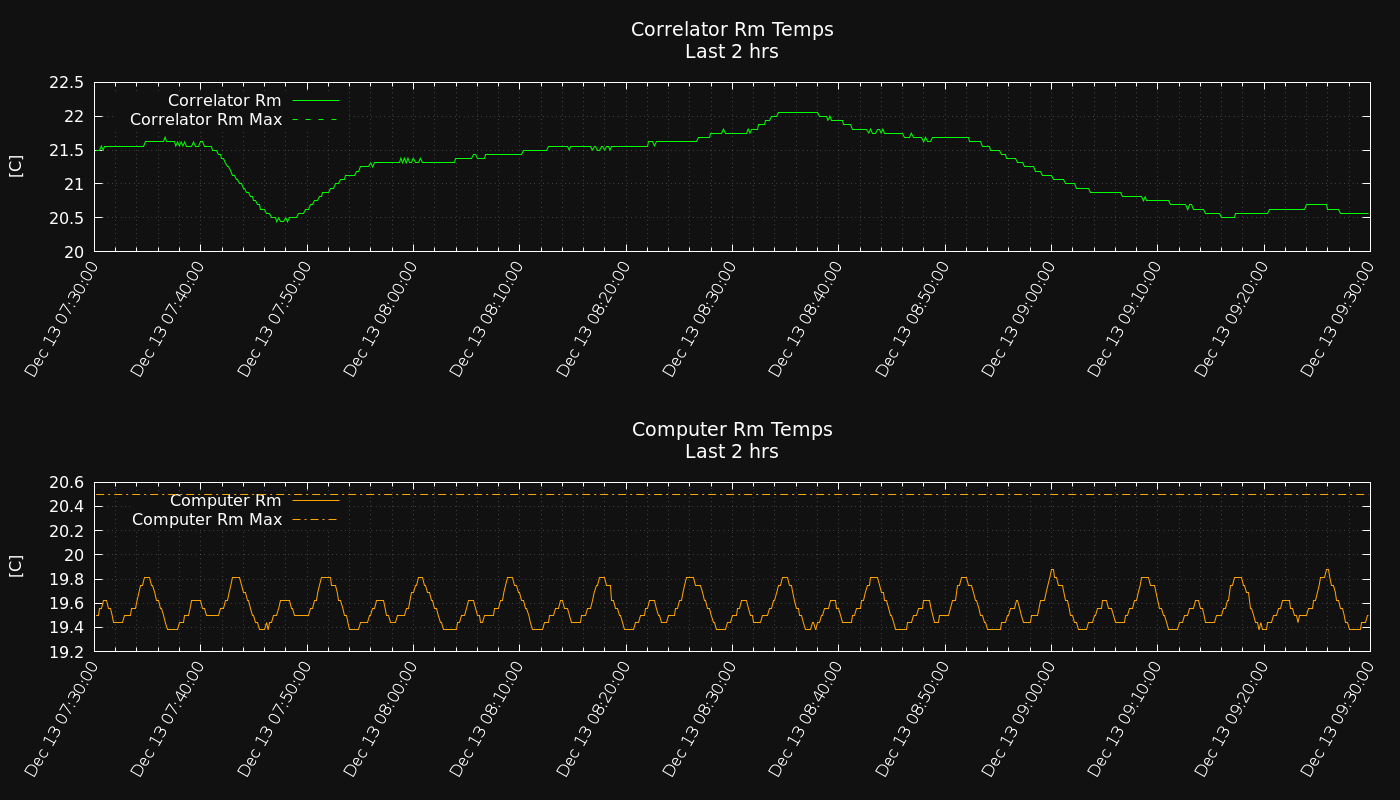 Correlator Rm Temps
Last 2 hrs
22.5
22
21.5
21
20.5
20
[C]
Correlator Rm
Correlator Rm Max
Dec 13 07:30:00
Dec 13 07:40:00
Dec 13 07:50:00
Dec 13 08:00:00
Dec 13 08:10:00
Dec 13 08:20:00
Dec 13 08:30:00
Dec 13 08:40:00
Dec 13 08:50:00
Dec 13 09:00:00
Dec 13 09:10:00
Dec 13 09:20:00
Dec 13 09:30:00
Computer Rm Temps
Last 2 hrs
20.6
20.4
20.2
20
19.8
19.6
19.4
19.2
[C]
Computer Rm
Computer Rm Max
Dec 13 07:30:00
Dec 13 07:40:00
Dec 13 07:50:00
Dec 13 08:00:00
Dec 13 08:10:00
Dec 13 08:20:00
Dec 13 08:30:00
Dec 13 08:40:00
Dec 13 08:50:00
Dec 13 09:00:00
Dec 13 09:10:00
Dec 13 09:20:00
Dec 13 09:30:00